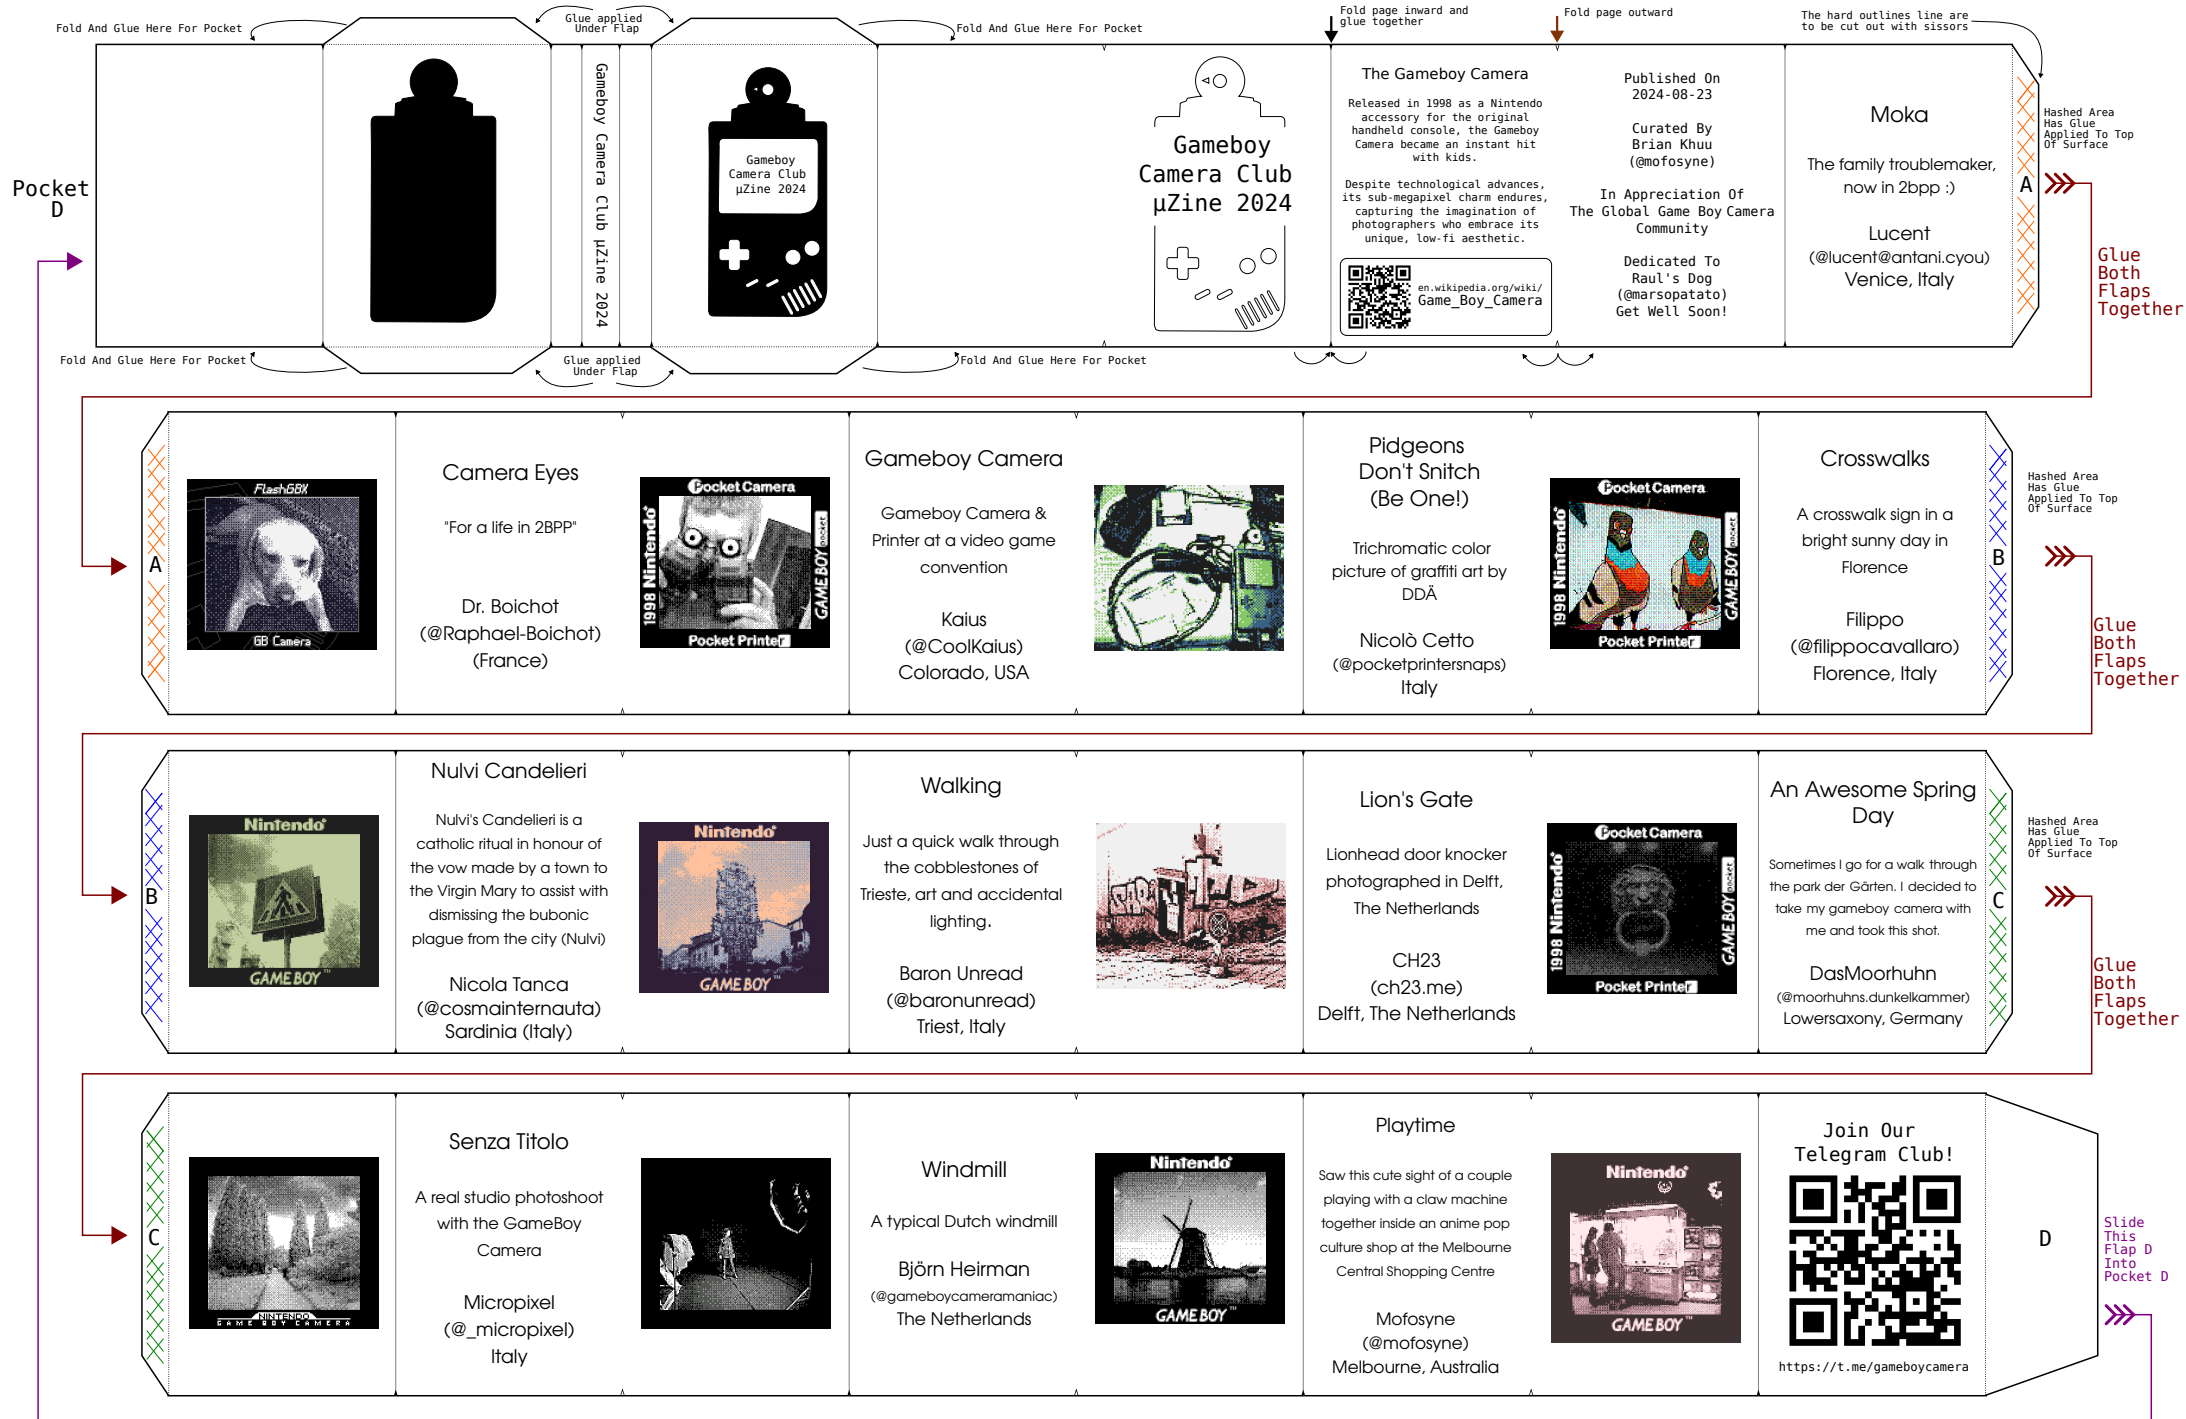 Fold And Glue Here For Pocket
Glue applied
Under Flap
Fold And Glue Here For Pocket
Fold page inward and
glue together
Fold page outward
The hard outlines line are
to be cut out with sissors
Pocket
D
Gameboy Camera Club µZine 2024
Gameboy
Camera Club
µZine 2024
Gameboy
Camera Club
µZine 2024
The Gameboy Camera
Released in 1998 as a Nintendo
accessory for the original
handheld console, the Gameboy
Camera became an instant hit
with kids.
Despite technological advances,
its sub-megapixel charm endures,
capturing the imagination of
photographers who embrace its
unique, low-fi aesthetic.
en.wikipedia.org/wiki/
Game_Boy_Camera
Published On
2024-08-23
Curated By
Brian Khuu
(@mofosyne)
In Appreciation Of
The Global Game Boy Camera
Community
Dedicated To
Raul's Dog
(@marsopatato)
Get Well Soon!
Moka
The family troublemaker,
now in 2bpp :)
Lucent
(@lucent@antani.cyou)
Venice, Italy
A
Hashed Area
Has Glue
Applied To Top
Of Surface
Glue
Both
Flaps
Together
Fold And Glue Here For Pocket
Glue applied
Under Flap
Fold And Glue Here For Pocket
A
FlashGBX
GB Camera
Camera Eyes
"For a life in 2BPP"
Dr. Boichot
(@Raphael-Boichot)
(France)
Pocket Camera
1998 Nintendo
GAMEBOY pocket
Pocket Printer
Gameboy Camera
Gameboy Camera &
Printer at a video game
convention
Kaius
(@CoolKaius)
Colorado, USA
Pidgeons
Don't Snitch
(Be One!)
Trichromatic color
picture of graffiti art by
DDÄ
Nicolò Cetto
(@pocketprintersnaps)
Italy
Pocket Camera
1998 Nintendo
GAMEBOY pocket
Pocket Printer
Crosswalks
A crosswalk sign in a
bright sunny day in
Florence
Filippo
(@filippocavallaro)
Florence, Italy
B
Hashed Area
Has Glue
Applied To Top
Of Surface
Glue
Both
Flaps
Together
B
Nintendo
GAMEBOY™
Nulvi Candelieri
Nulvi's Candelieri is a
catholic ritual in honour of
the vow made by a town to
the Virgin Mary to assist with
dismissing the bubonic
plague from the city (Nulvi)
Nicola Tanca
(@cosmainternauta)
Sardinia (Italy)
Nintendo
GAMEBOY™
Walking
Just a quick walk through
the cobblestones of
Trieste, art and accidental
lighting.
Baron Unread
(@baronunread)
Triest, Italy
Lion's Gate
Lionhead door knocker
photographed in Delft,
The Netherlands
CH23
(ch23.me)
Delft, The Netherlands
Pocket Camera
1998 Nintendo
GAMEBOY pocket
Pocket Printer
An Awesome Spring
Day
Sometimes I go for a walk through
the park der Gärten. I decided to
take my gameboy camera with
me and took this shot.
DasMoorhuhn
(@moorhuhns.dunkelkammer)
Lowersaxony, Germany
C
Hashed Area
Has Glue
Applied To Top
Of Surface
Glue
Both
Flaps
Together
C
NINTENDO
GAME BOY CAMERA
Senza Titolo
A real studio photoshoot
with the GameBoy
Camera
Micropixel
(@_micropixel)
Italy
Windmill
A typical Dutch windmill
Björn Heirman
(@gameboycameramaniac)
The Netherlands
Nintendo
GAMEBOY™
Playtime
Saw this cute sight of a couple
playing with a claw machine
together inside an anime pop
culture shop at the Melbourne
Central Shopping Centre
Mofosyne
(@mofosyne)
Melbourne, Australia
Nintendo
GAMEBOY™
Join Our
Telegram Club!
https://t.me/gameboycamera
D
Slide
This
Flap D
Into
Pocket D